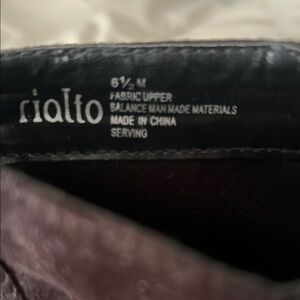 rialto
6½ M
FABRIC UPPER
BALANCE MAN MADE MATERIALS
MADE IN CHINA
SERVING